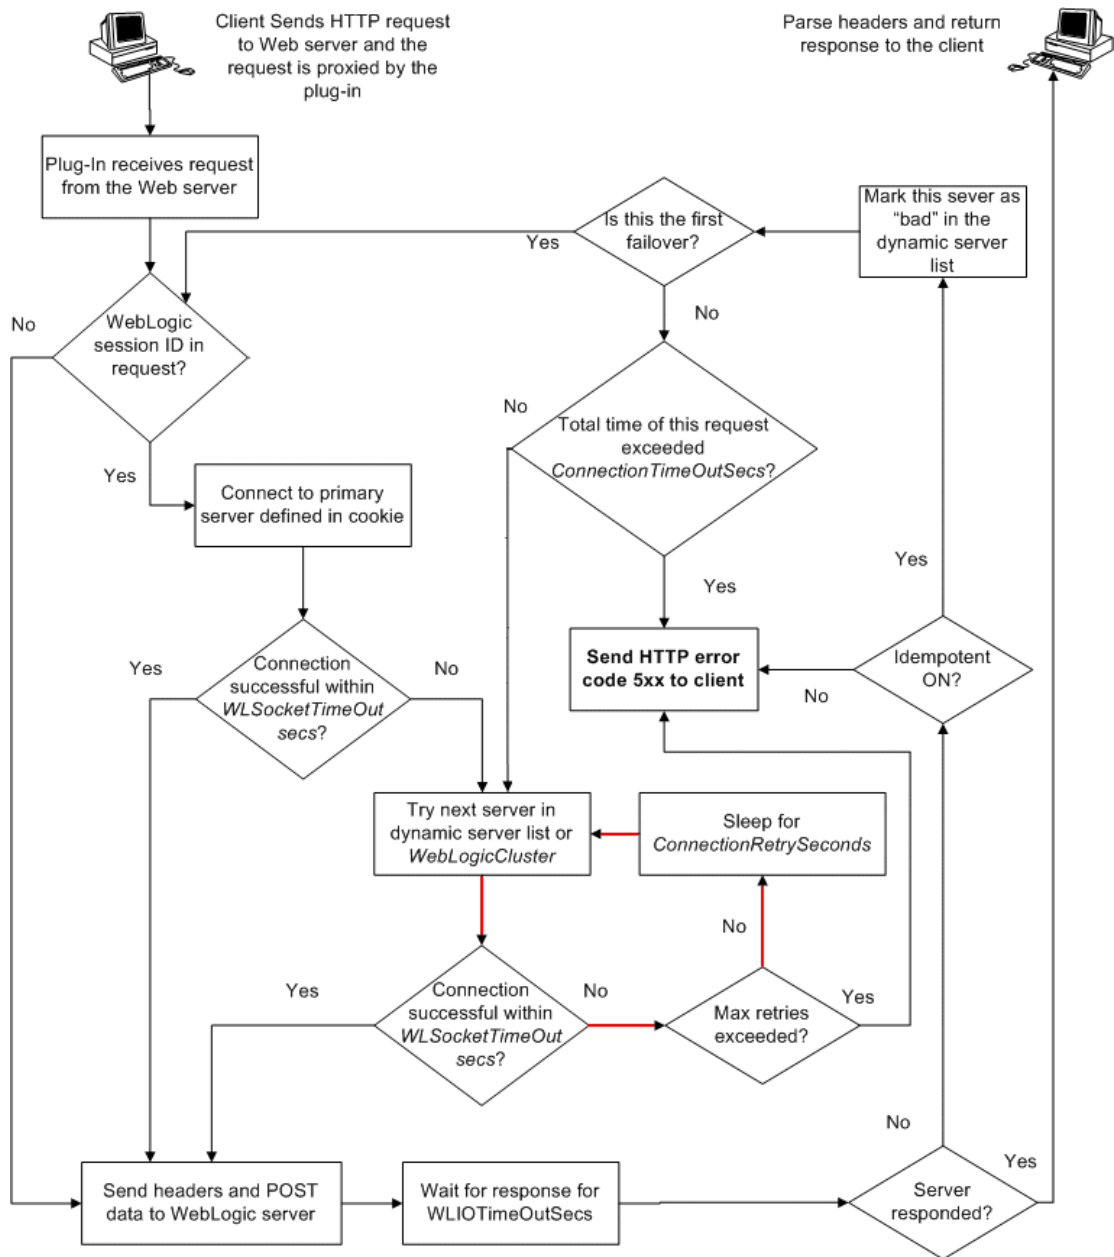 Client Sends HTTP request
to Web server and the
request is proxied by the
plug-in
Parse headers and return
response to the client
Plug-In receives request
from the Web server
Is this the first
failover?
Mark this sever as
“bad” in the
dynamic server
list
Yes
No
No
WebLogic
session ID in
request?
Yes
No
Total time of this request
exceeded
ConnectionTimeOutSecs?
Connect to primary
server defined in cookie
Yes
Yes
Yes
Connection
successful within
WLSocketTimeOut
secs?
No
Send HTTP error
code 5xx to client
No
Idempotent
ON?
Try next server in
dynamic server list or
WebLogicCluster
Sleep for
ConnectionRetrySeconds
No
Yes
Connection
successful within
WLSocketTimeOut
secs?
No
Max retries
exceeded?
Yes
No
Yes
Send headers and POST
data to WebLogic server
Wait for response for
WLIOTimeOutSecs
Server
responded?